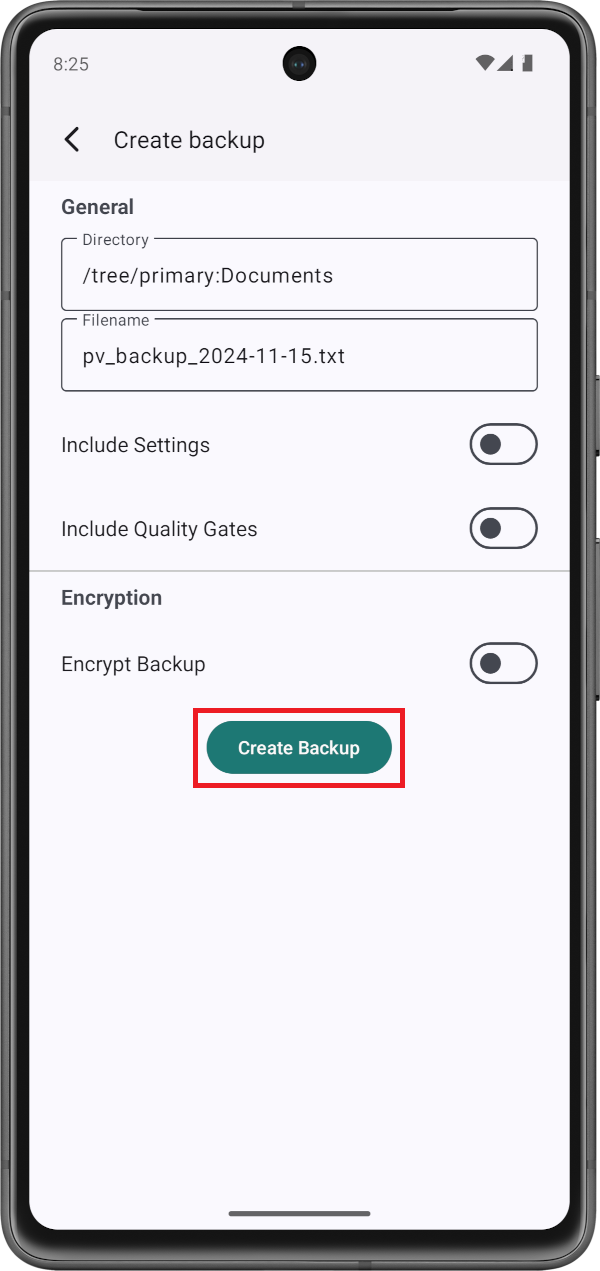 8:25
Create backup
General
Directory
/tree/primary:Documents
Filename
pv_backup_2024-11-15.txt
Include Settings
Include Quality Gates
Encryption
Encrypt Backup
Create Backup